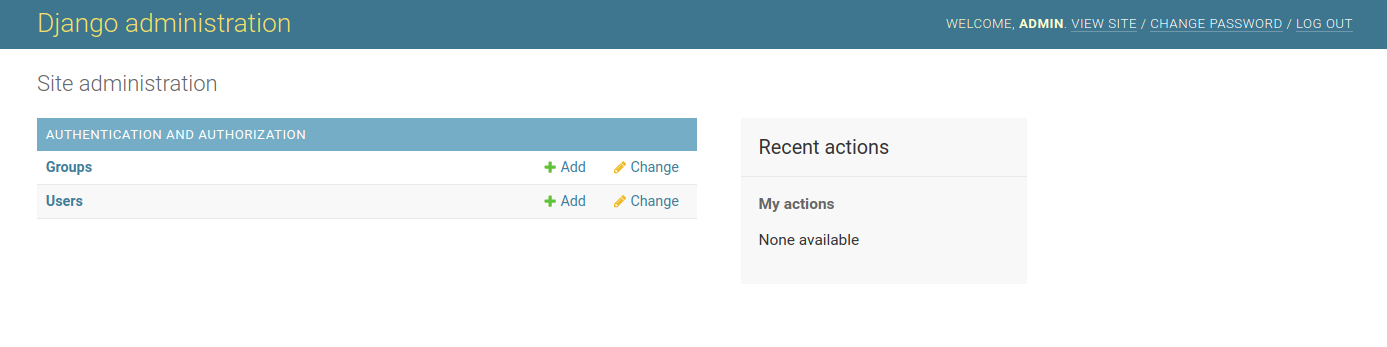 Django administration
WELCOME, ADMIN. VIEW SITE / CHANGE PASSWORD / LOG OUT
Site administration
AUTHENTICATION AND AUTHORIZATION
Groups Add Change
Users Add Change
Recent actions
My actions
None available